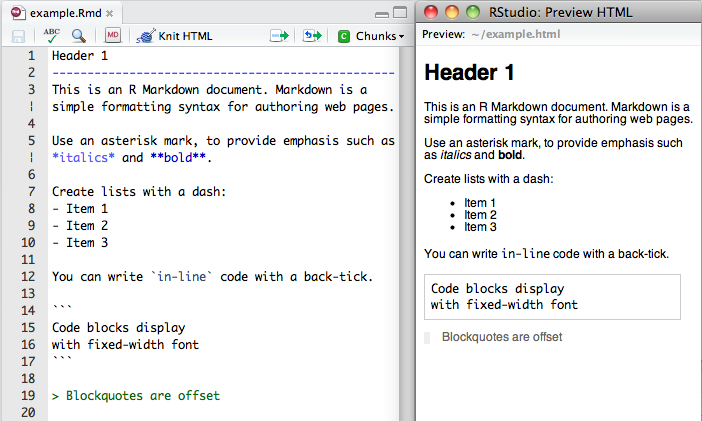 example.Rmd
ABC
MD
Knit HTML
C Chunks
1 Header 1
2 ------------------------------------------------
3 This is an R Markdown document. Markdown is a
simple formatting syntax for authoring web pages.
4
5 Use an asterisk mark, to provide emphasis such as
*italics* and **bold**.
6
7 Create lists with a dash:
8 - Item 1
9 - Item 2
10 - Item 3
11
12 You can write `in-line` code with a back-tick.
13
14 ```
15 Code blocks display
16 with fixed-width font
17 ```
18
19 > Blockquotes are offset
20
RStudio: Preview HTML
Preview: ~/example.html
Header 1
This is an R Markdown document. Markdown is a
simple formatting syntax for authoring web pages.
Use an asterisk mark, to provide emphasis such
as italics and bold.
Create lists with a dash:
• Item 1
• Item 2
• Item 3
You can write in-line code with a back-tick.
Code blocks display
with fixed-width font
Blockquotes are offset